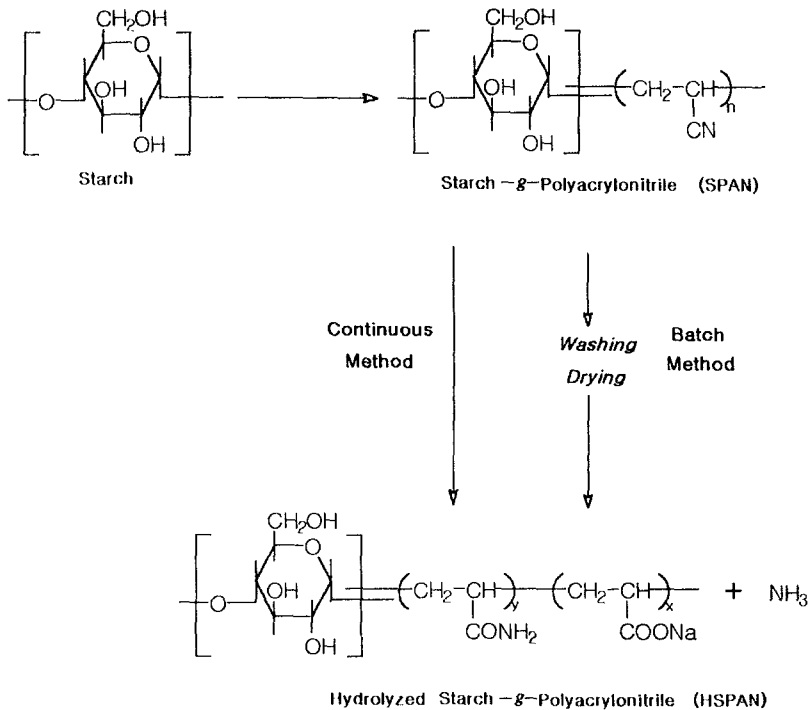 CH₂OH
O
OH
O
OH
Starch
CH₂OH
O
OH
O
OH
CH₂ CH
n
CN
Starch —g—Polyacrylonitrile (SPAN)
Continuous
Method
Washing
Drying
Batch
Method
CH₂OH
O
OH
O
OH
CH₂ CH
y
CONH₂
CH₂ CH
x
COONa
+ NH₃
Hydrolyzed Starch —g—Polyacrylonitrile (HSPAN)